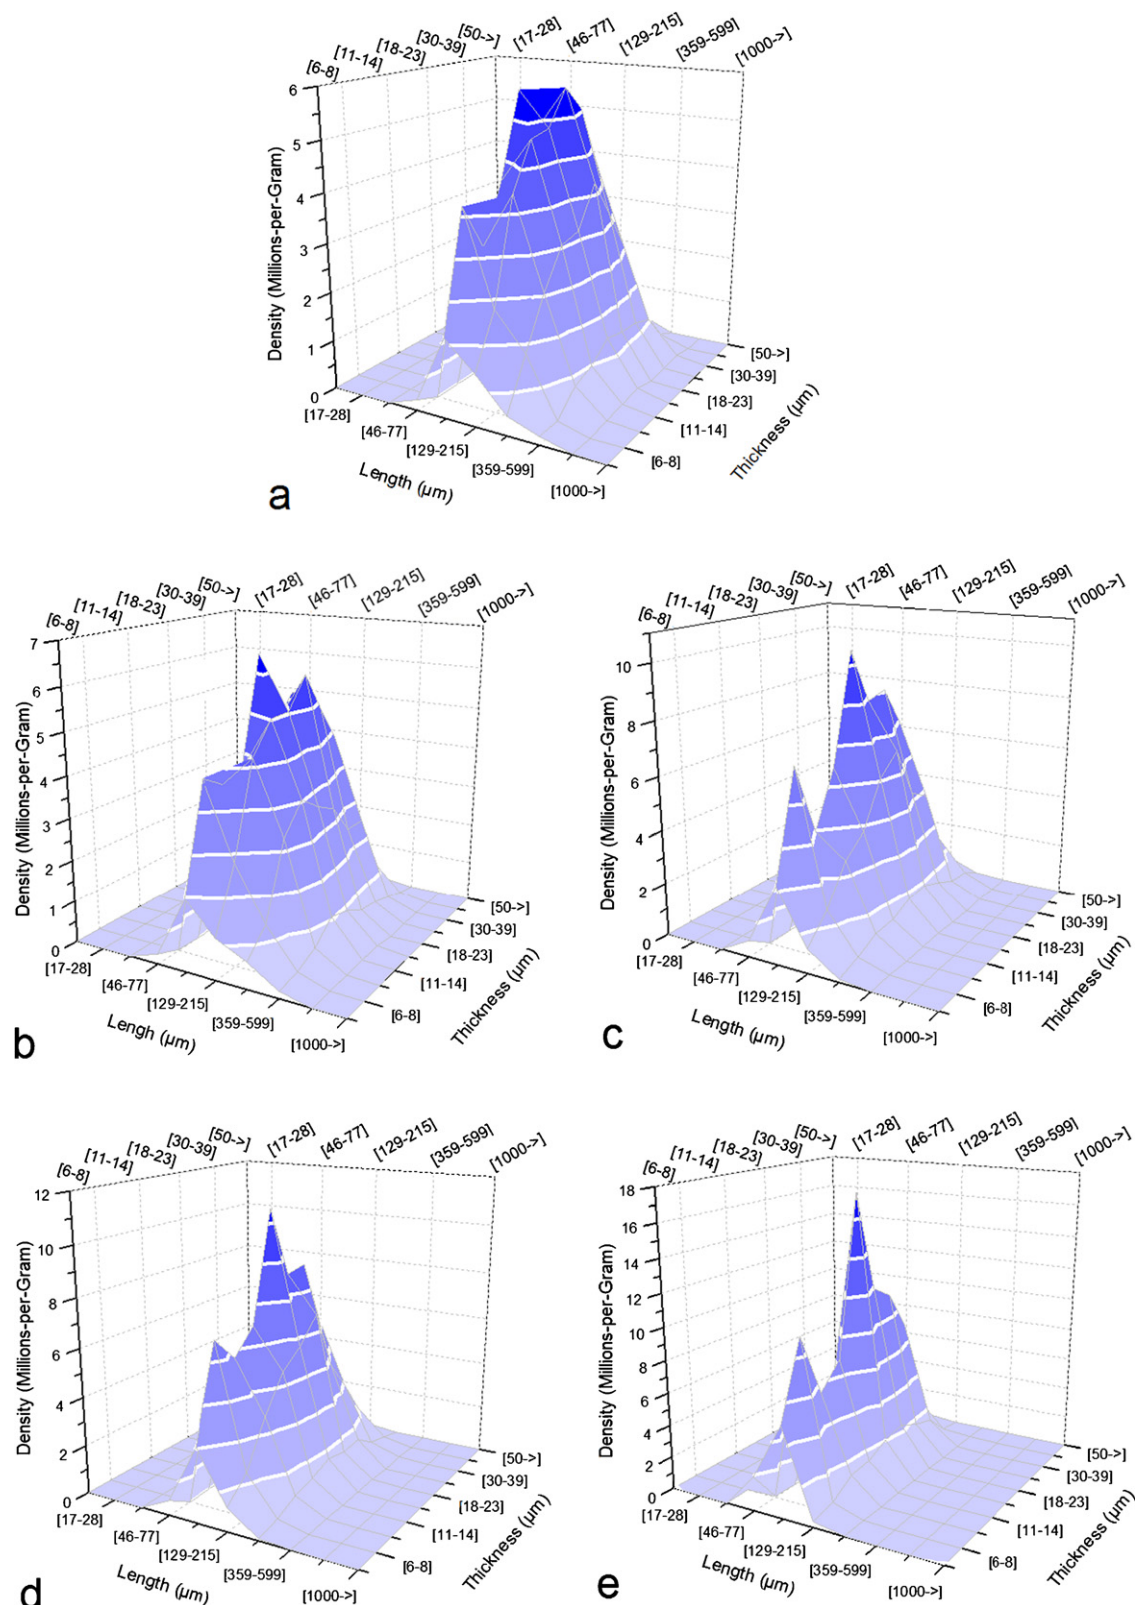 [6-8] [11-14] [18-23] [30-39] [50->] [17-28] [46-77] [129-215] [359-599] [1000->]
6
5
4
3
2
1
0
Density (Millions-per-Gram)
[17-28] [46-77] [129-215] [359-599] [1000->]
Length (µm)
[50->]
[30-39]
[18-23]
[11-14]
[6-8]
Thickness (µm)
a
[6-8] [11-14] [18-23] [30-39] [50->] [17-28] [46-77] [129-215] [359-599] [1000->]
7
6
5
4
3
2
1
0
Density (Millions-per-Gram)
[17-28] [46-77] [129-215] [359-599] [1000->]
Lengh (µm)
[50->]
[30-39]
[18-23]
[11-14]
[6-8]
Thickness (µm)
b
[6-8] [11-14] [18-23] [30-39] [50->] [17-28] [46-77] [129-215] [359-599] [1000->]
10
8
6
4
2
0
Density (Millions-per-Gram)
[17-28] [46-77] [129-215] [359-599] [1000->]
Length (µm)
[50->]
[30-39]
[18-23]
[11-14]
[6-8]
Thickness (µm)
c
[6-8] [11-14] [18-23] [30-39] [50->] [17-28] [46-77] [129-215] [359-599] [1000->]
12
10
8
6
4
2
0
Density (Millions-per-Gram)
[17-28] [46-77] [129-215] [359-599] [1000->]
Length (µm)
[50->]
[30-39]
[18-23]
[11-14]
[6-8]
Thickness (µm)
d
[6-8] [11-14] [18-23] [30-39] [50->] [17-28] [46-77] [129-215] [359-599] [1000->]
18
16
14
12
10
8
6
4
2
0
Density (Millions-per-Gram)
[17-28] [46-77] [129-215] [359-599] [1000->]
Length (µm)
[50->]
[30-39]
[18-23]
[11-14]
[6-8]
Thickness (µm)
e